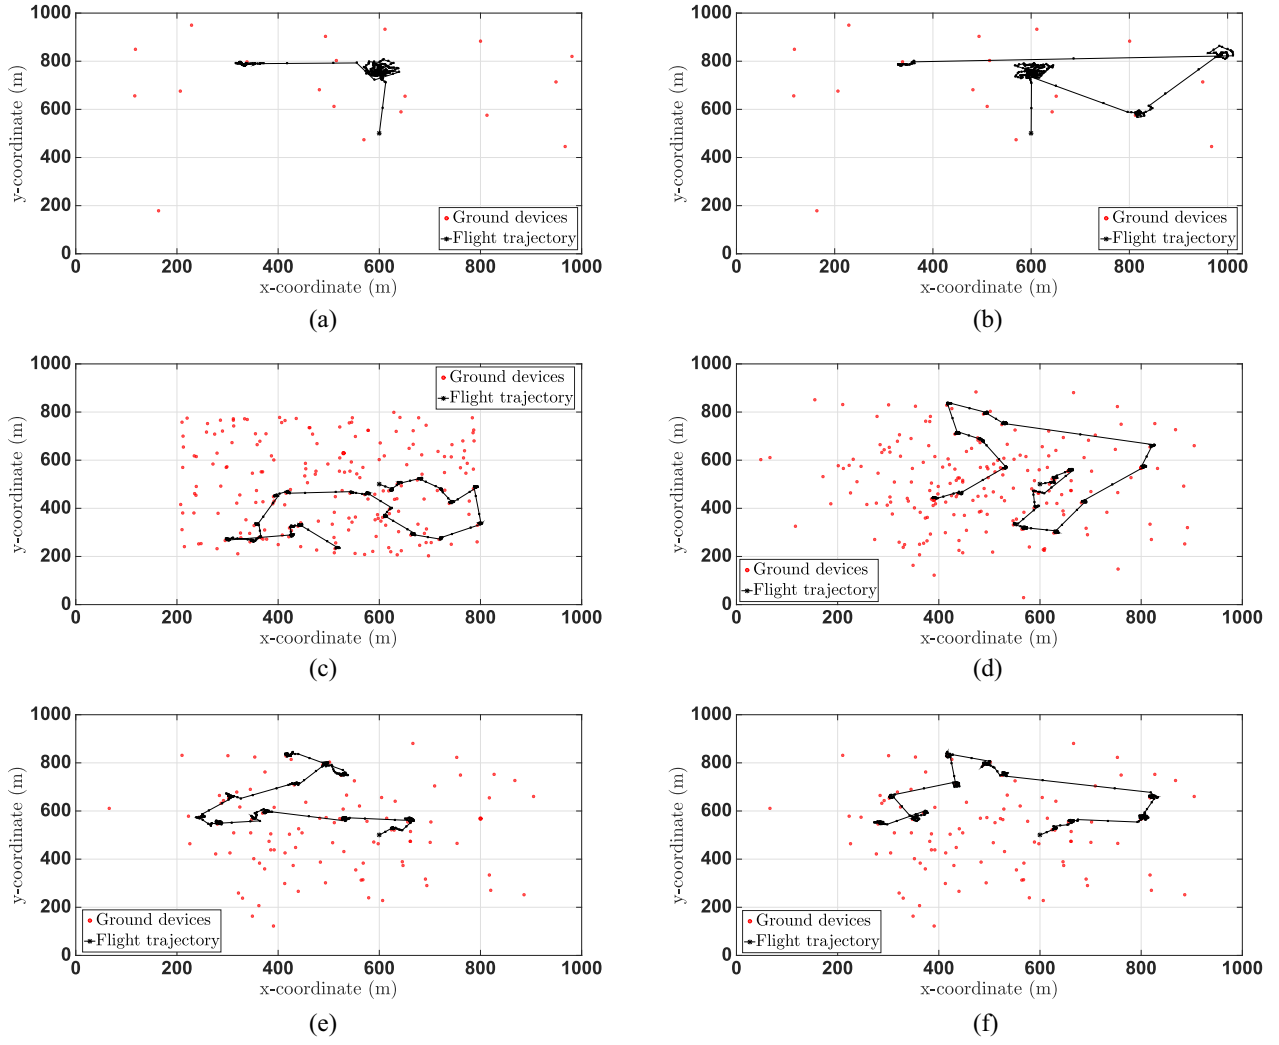 1000
800
600
400
200
0
y-coordinate (m)
Ground devices
Flight trajectory
0 200 400 600 800 1000
x-coordinate (m)
(a)
1000
800
600
400
200
0
y-coordinate (m)
Ground devices
Flight trajectory
0 200 400 600 800 1000
x-coordinate (m)
(b)
1000
800
600
400
200
0
y-coordinate (m)
Ground devices
Flight trajectory
0 200 400 600 800 1000
x-coordinate (m)
(c)
1000
800
600
400
200
0
y-coordinate (m)
Ground devices
Flight trajectory
0 200 400 600 800 1000
x-coordinate (m)
(d)
1000
800
600
400
200
0
y-coordinate (m)
Ground devices
Flight trajectory
0 200 400 600 800 1000
x-coordinate (m)
(e)
1000
800
600
400
200
0
y-coordinate (m)
Ground devices
Flight trajectory
0 200 400 600 800 1000
x-coordinate (m)
(f)